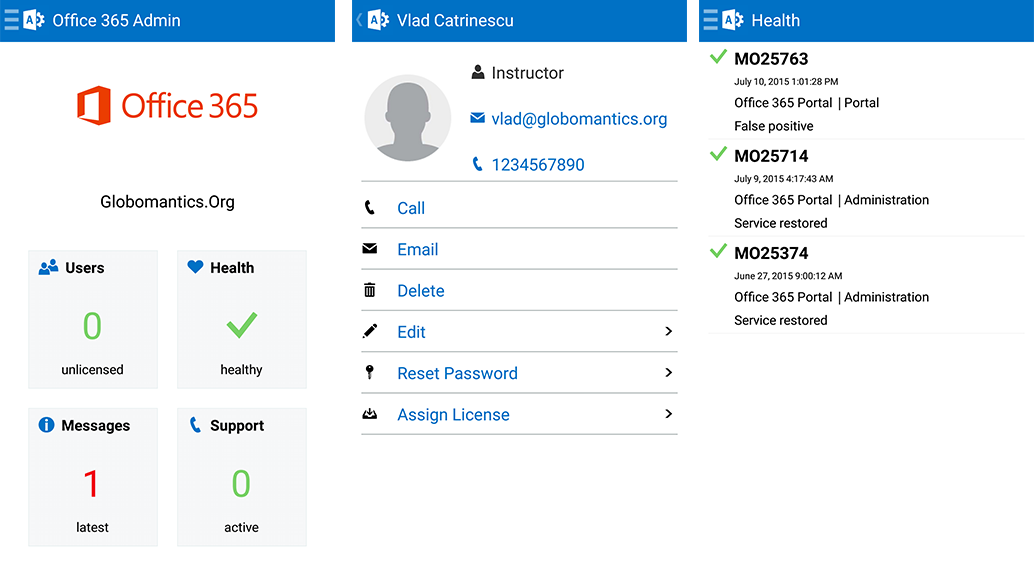 Office 365 Admin
Office 365
Globomantics.Org
Users
Health
0
unlicensed
healthy
Messages
Support
1
0
latest
active
Vlad Catrinescu
Instructor
vlad@globomantics.org
1234567890
Call
Email
Delete
Edit
Reset Password
Assign License
Health
MO25763
July 10, 2015 1:01:28 PM
Office 365 Portal | Portal
False positive
MO25714
July 9, 2015 4:17:43 AM
Office 365 Portal | Administration
Service restored
MO25374
June 27, 2015 9:00:12 AM
Office 365 Portal | Administration
Service restored